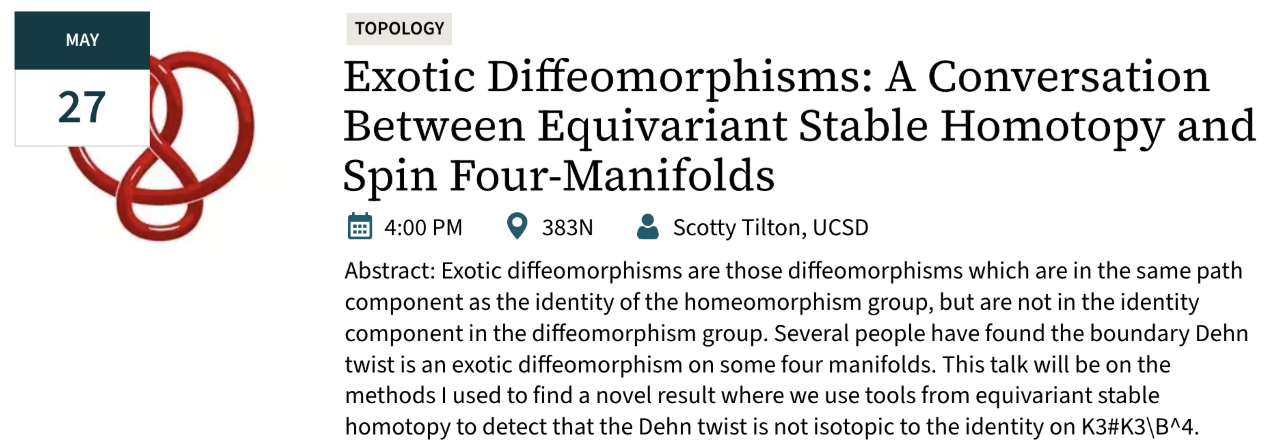 MAY
27
TOPOLOGY
Exotic Diffeomorphisms: A Conversation
Between Equivariant Stable Homotopy and
Spin Four-Manifolds
4:00 PM 383N Scotty Tilton, UCSD
Abstract: Exotic diffeomorphisms are those diffeomorphisms which are in the same path
component as the identity of the homeomorphism group, but are not in the identity
component in the diffeomorphism group. Several people have found the boundary Dehn
twist is an exotic diffeomorphism on some four manifolds. This talk will be on the
methods I used to find a novel result where we use tools from equivariant stable
homotopy to detect that the Dehn twist is not isotopic to the identity on K3#K3\B^4.